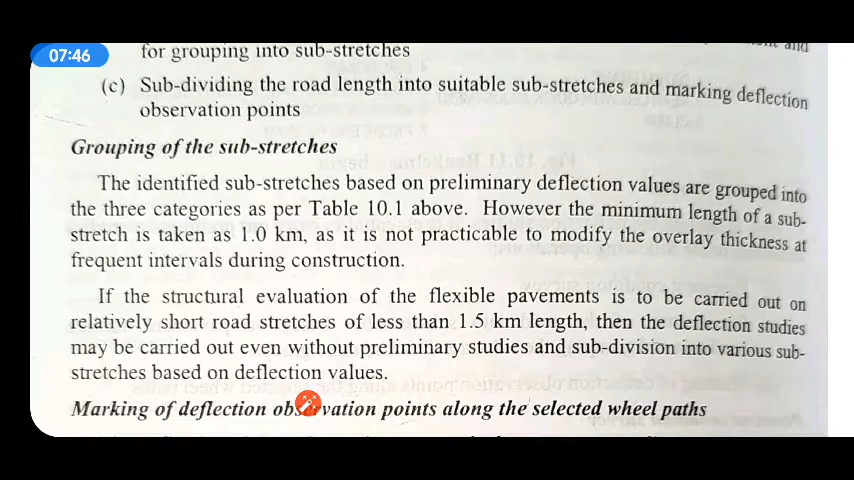 07:46
for grouping into sub-stretches
and
(c) Sub-dividing the road length into suitable sub-stretches and marking deflection
observation points
Grouping of the sub-stretches
The identified sub-stretches based on preliminary deflection values are grouped into
the three categories as per Table 10.1 above. However the minimum length of a sub-
stretch is taken as 1.0 km, as it is not practicable to modify the overlay thickness at
frequent intervals during construction.
If the structural evaluation of the flexible pavements is to be carried out on
relatively short road stretches of less than 1.5 km length, then the deflection studies
may be carried out even without preliminary studies and sub-division into various sub-
stretches based on deflection values.
Marking of deflection observation points along the selected wheel paths